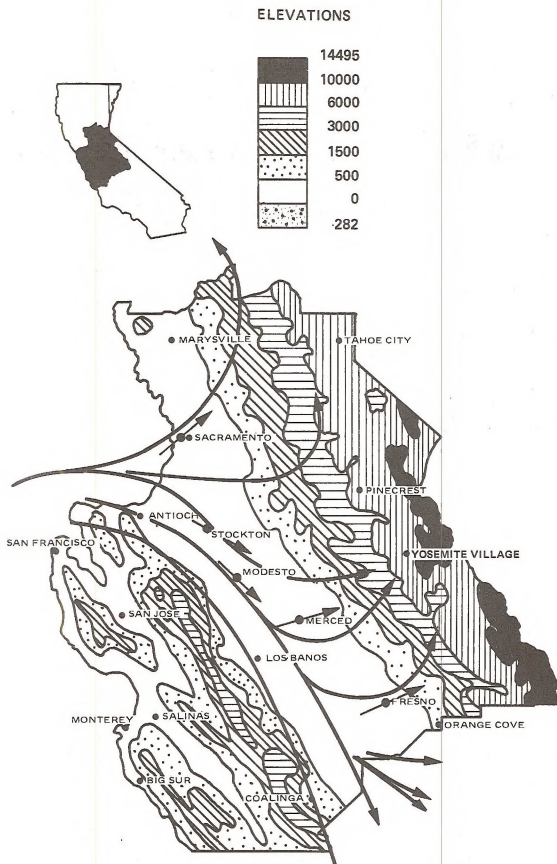 ELEVATIONS
14495
10000
6000
3000
1500
500
0
-282
MARYSVILLE
TAHOE CITY
SACRAMENTO
PINECREST
ANTIOCH
STOCKTON
SAN FRANCISCO
YOSEMITE VILLAGE
MODESTO
SAN JOSE
MERCED
LOS BANOS
FRESNO
MONTEREY
SALINAS
ORANGE COVE
BIG SUR
COALINGA